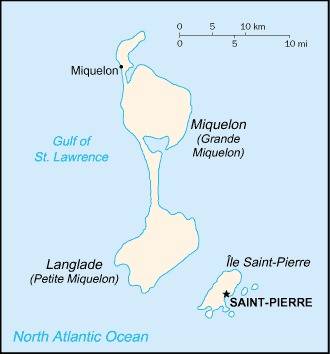 0 5 10 km
0 5 10 mi
Miquelon
Miquelon
(Grande
Miquelon)
Gulf of
St. Lawrence
Langlade
(Petite Miquelon)
Île Saint-Pierre
SAINT-PIERRE
North Atlantic Ocean